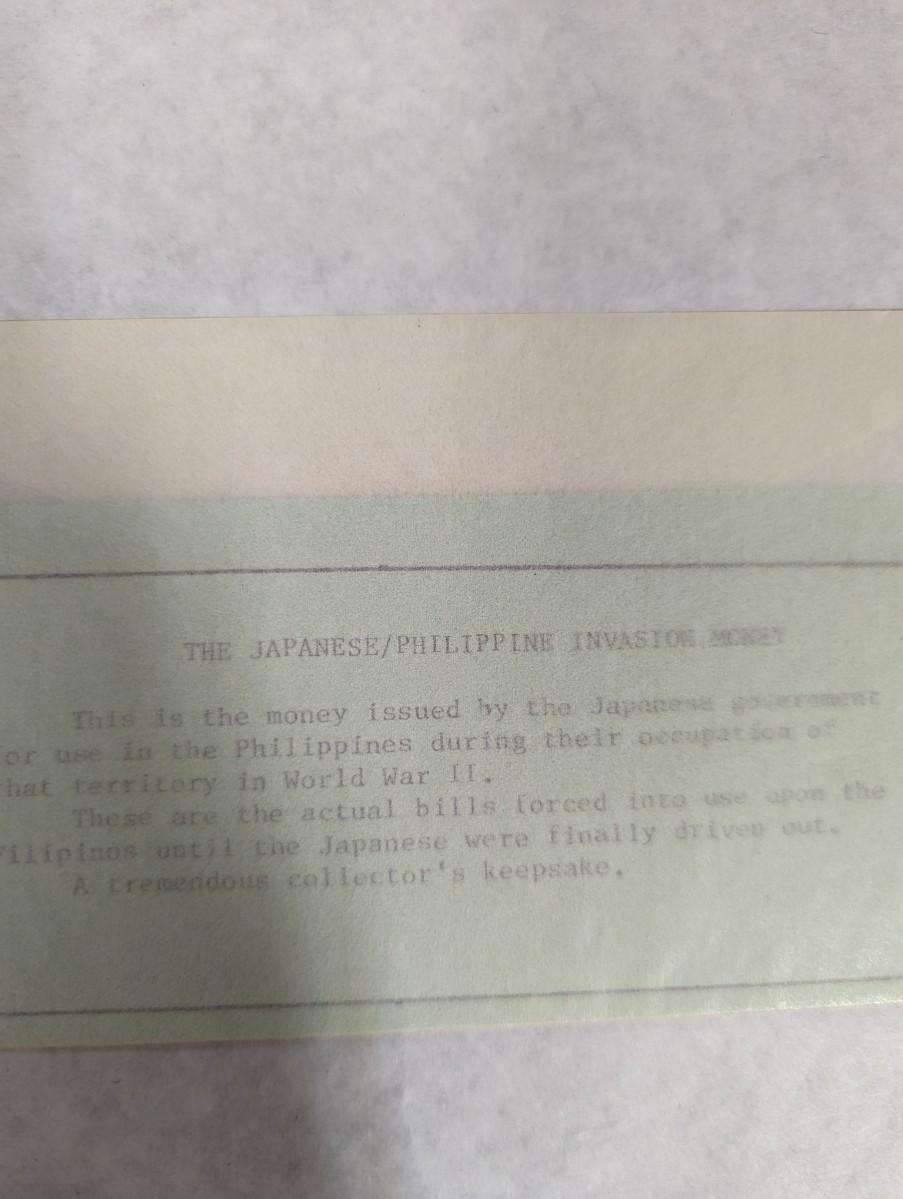 THE JAPANESE/PHILIPPINE INVASION MONEY
This is the money issued by the Japanese government
or use in the Philippines during their occupation of
hat territory in World War II.
These are the actual bills forced into use upon the
Filipinos until the Japanese were finally driven out.
A tremendous collector's keepsake.